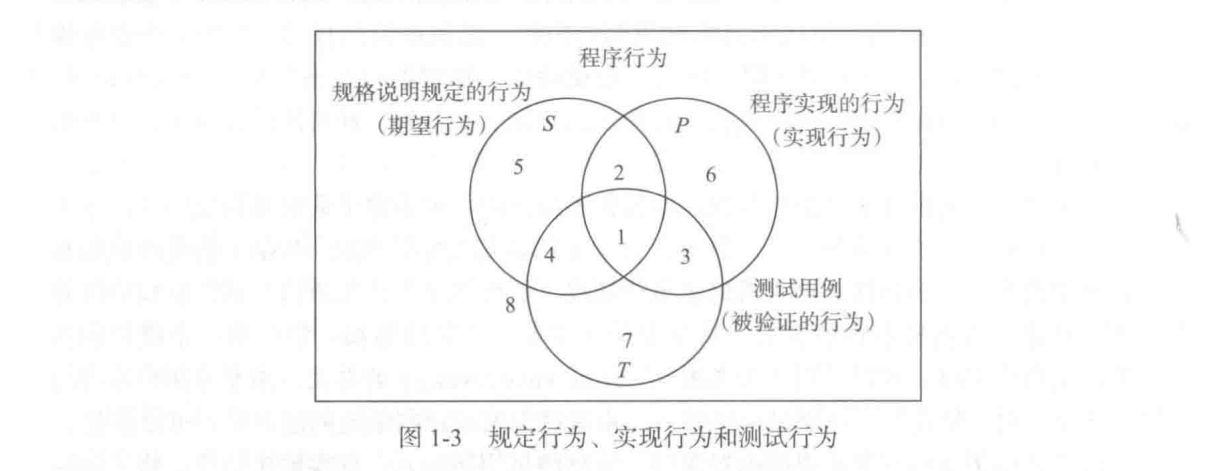 程序行为
规格说明规定的行为
(期望行为)
S
P
程序实现的行为
(实现行为)
5
2
6
1
4
3
8
测试用例
(被验证的行为)
7
T
图 1-3 规定行为、实现行为和测试行为